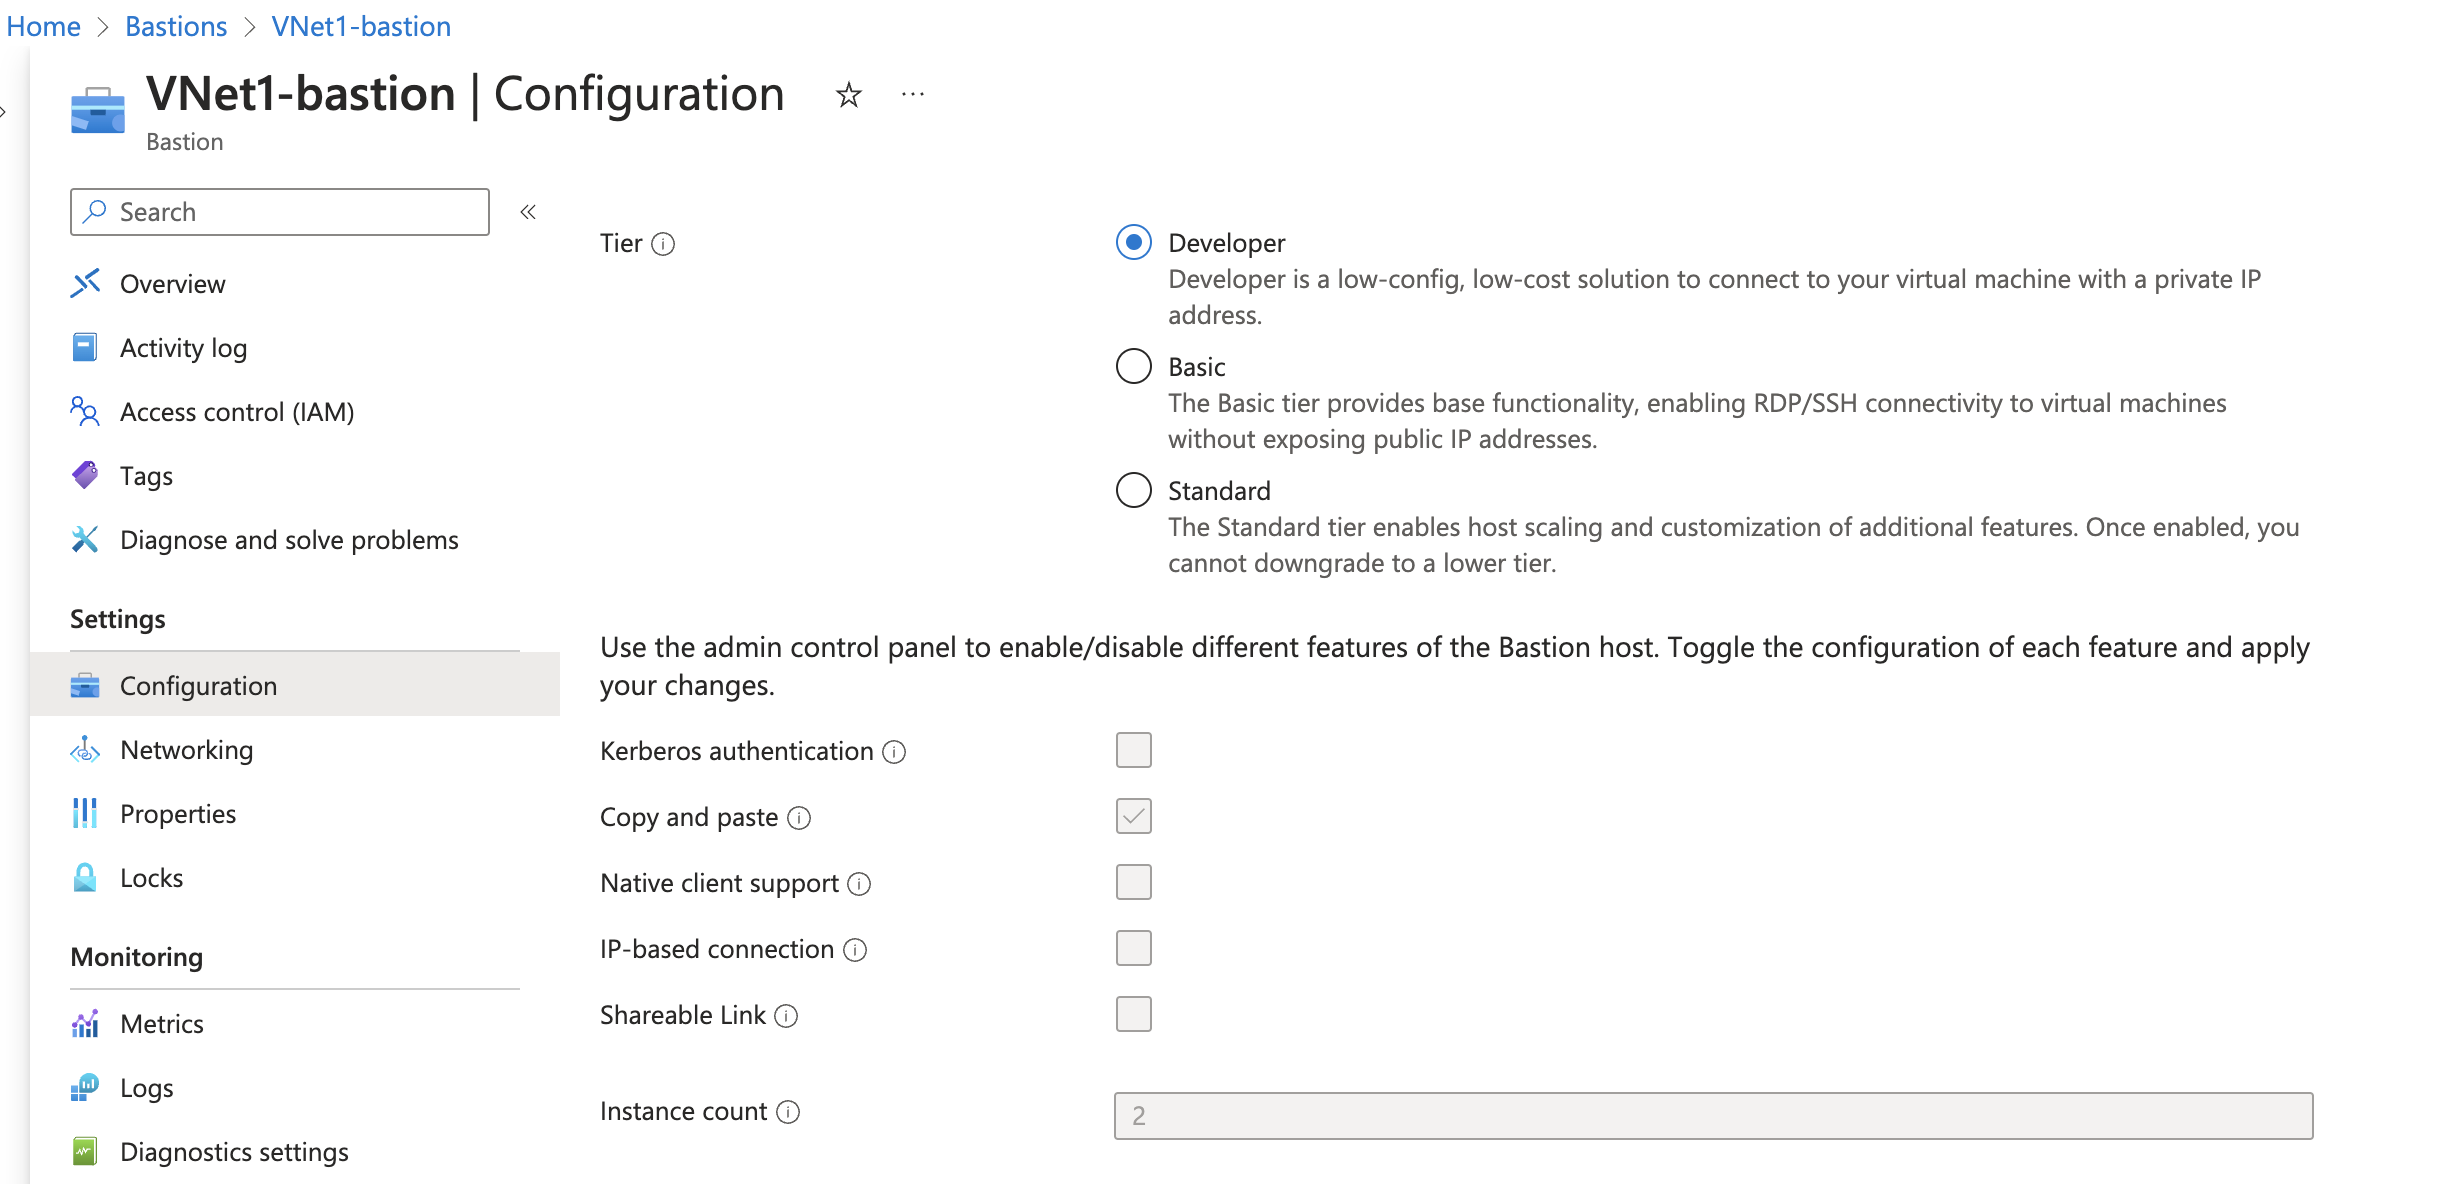 Home > Bastions > VNet1-bastion
VNet1-bastion | Configuration
Bastion
Search
Overview
Activity log
Access control (IAM)
Tags
Diagnose and solve problems
Settings
Configuration
Networking
Properties
Locks
Monitoring
Metrics
Logs
Diagnostics settings
Tier
Developer
Developer is a low-config, low-cost solution to connect to your virtual machine with a private IP
address.
Basic
The Basic tier provides base functionality, enabling RDP/SSH connectivity to virtual machines
without exposing public IP addresses.
Standard
The Standard tier enables host scaling and customization of additional features. Once enabled, you
cannot downgrade to a lower tier.
Use the admin control panel to enable/disable different features of the Bastion host. Toggle the configuration of each feature and apply
your changes.
Kerberos authentication
Copy and paste
Native client support
IP-based connection
Shareable Link
Instance count
2